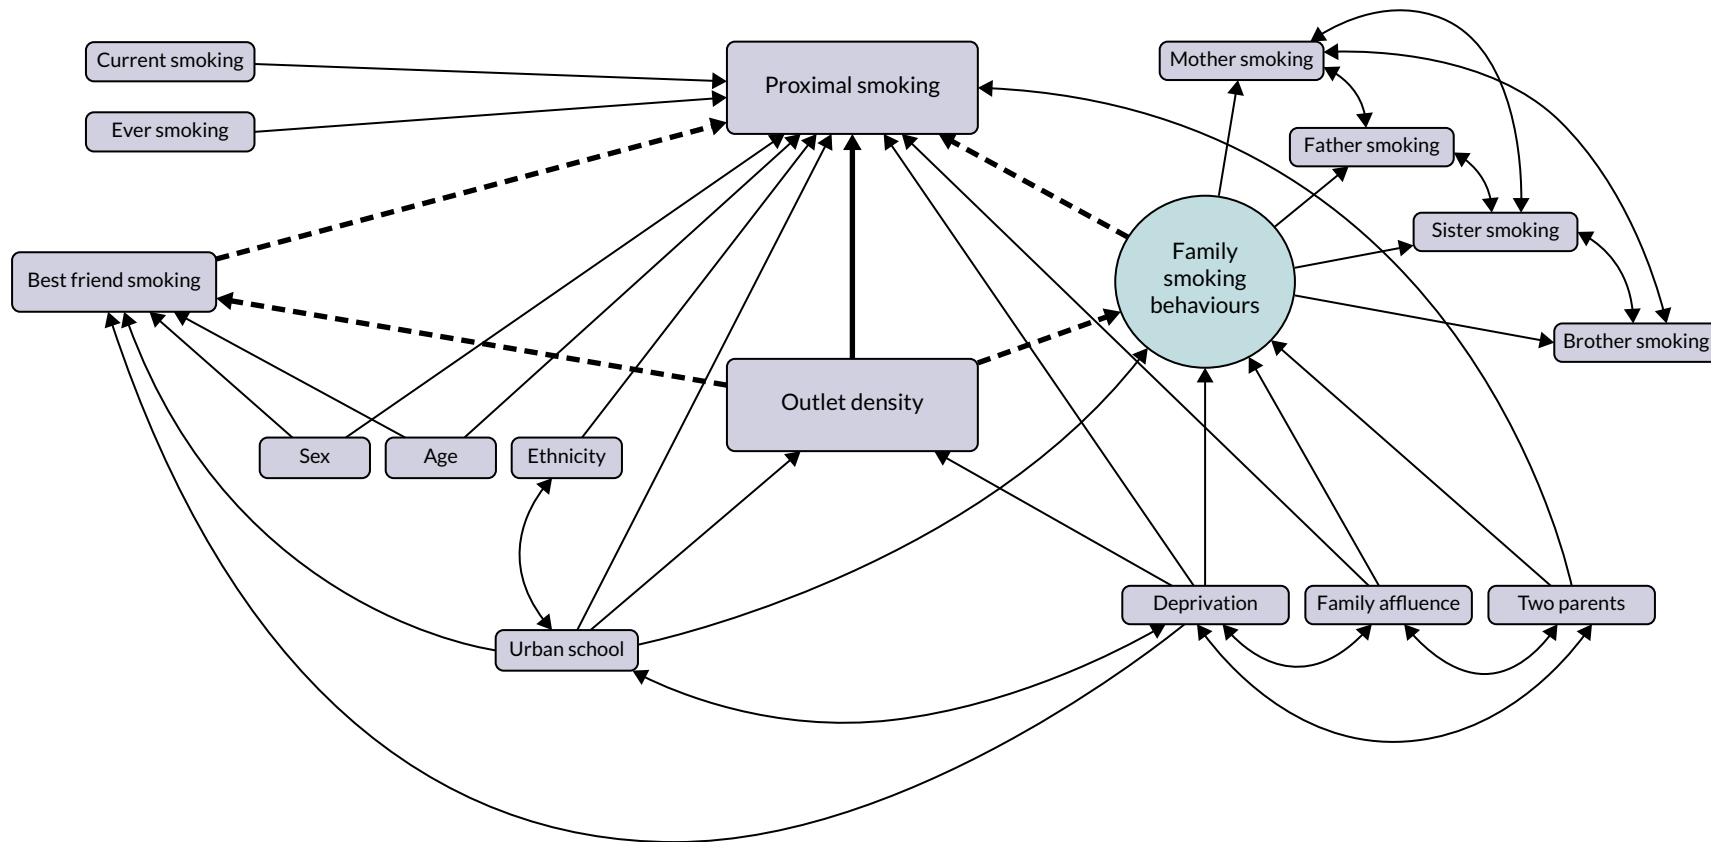 Current smoking
Proximal smoking
Mother smoking
Ever smoking
Father smoking
Sister smoking
Best friend smoking
Family
smoking
behaviours
Brother smoking
Outlet density
Sex
Age
Ethnicity
Deprivation
Family affluence
Two parents
Urban school